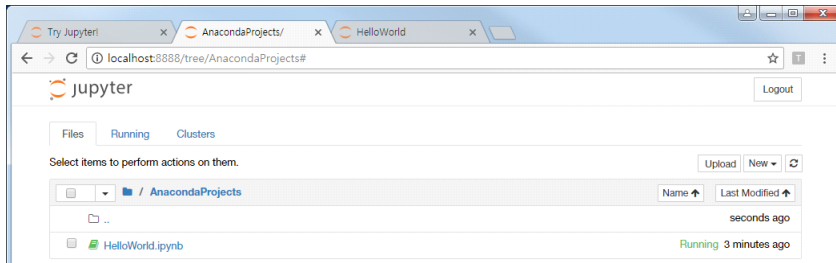 Try Jupyter! AnacondaProjects/ HelloWorld
localhost:8888/tree/AnacondaProjects# T
jupyter Logout
Files Running Clusters
Select items to perform actions on them. Upload New
/ AnacondaProjects Name Last Modified
.. seconds ago
HelloWorld.ipynb Running 3 minutes ago